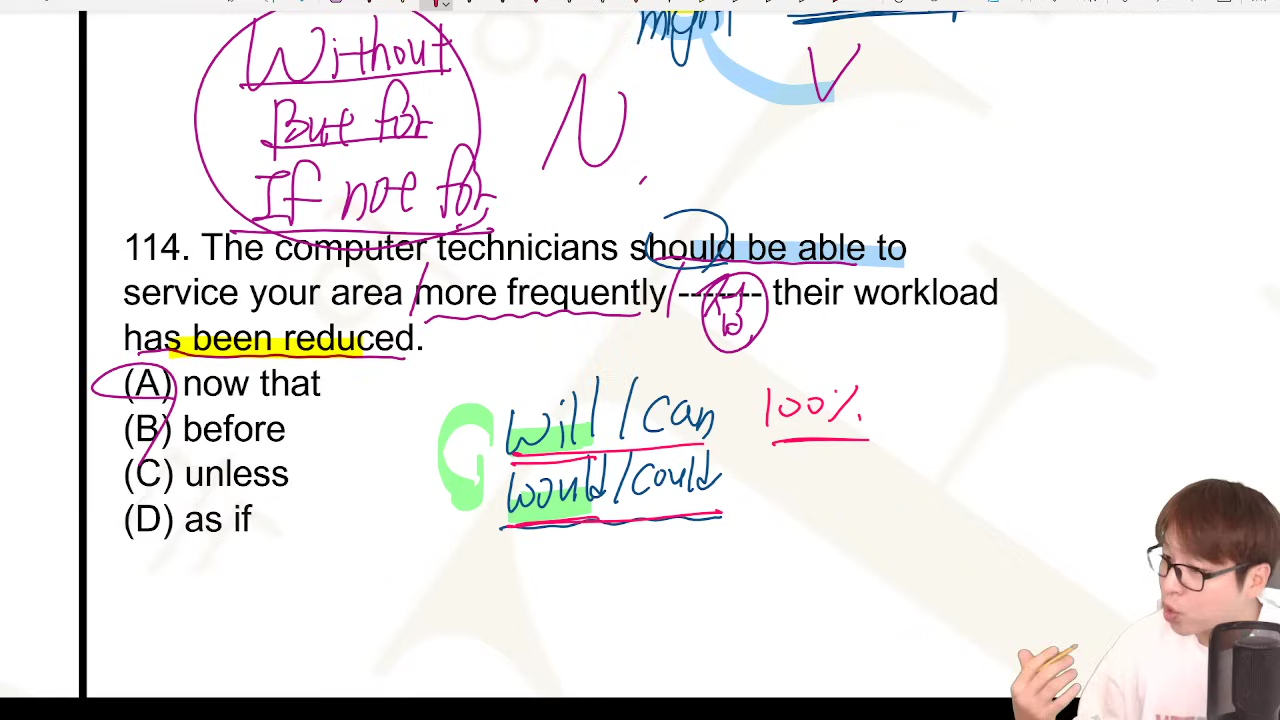 might
V
Without
But for
If not for
N
114. The computer technicians should be able to
service your area more frequently ------- their workload
has been reduced.
(A) now that
(B) before
(C) unless
(D) as if
will / can 100%
would / could